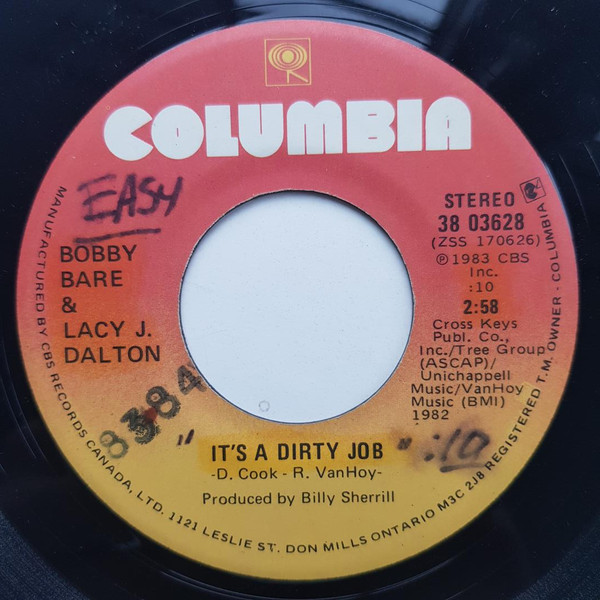 COLUMBIA
EASY
BOBBY
BARE
&
LACY J.
DALTON
STEREO
38 03628
(ZSS 170626)
℗1983 CBS
Inc.
:10
2:58
Cross Keys
Publ. Co.,
Inc./Tree Group
(ASCAP)/
Unichappell
Music/VanHoy
Music (BMI)
1982
8384
" IT'S A DIRTY JOB " :10
-D. Cook - R. VanHoy-
Produced by Billy Sherrill
MANUFACTURED BY CBS RECORDS CANADA, LTD. 1121 LESLIE ST. DON MILLS ONTARIO M3C 2J8 REGISTERED T.M. OWNER - COLUMBIA